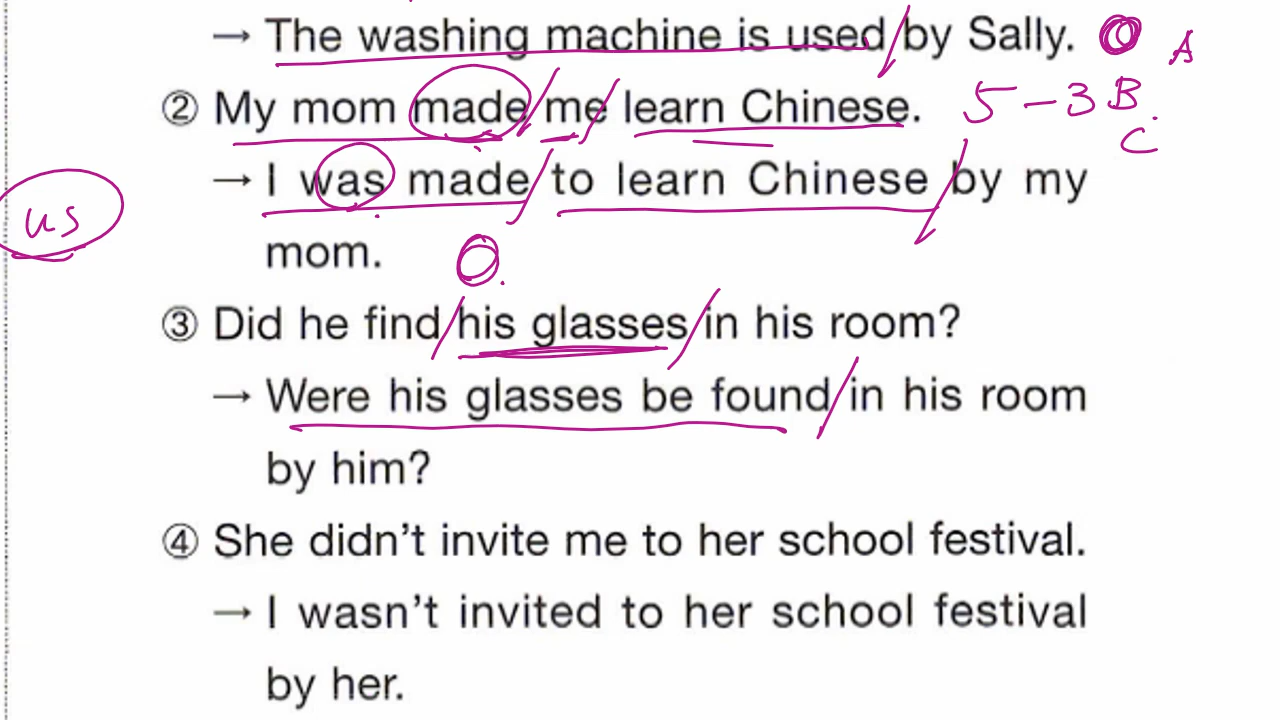 → The washing machine is used by Sally. O A
② My mom made me learn Chinese. 5-3 B
C
→ I was made to learn Chinese by my
us
mom. O
③ Did he find his glasses in his room?
→ Were his glasses be found in his room
by him?
④ She didn't invite me to her school festival.
→ I wasn't invited to her school festival
by her.